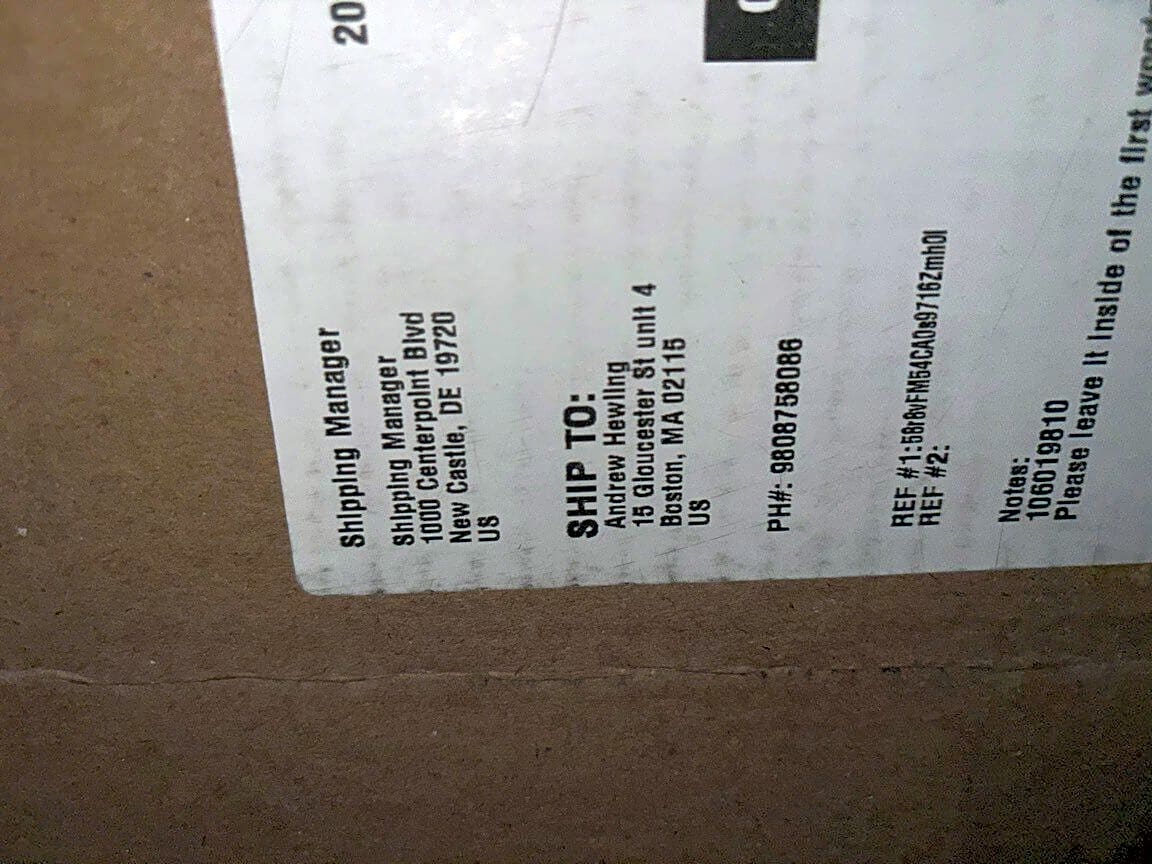 Shipping Manager
20
Shipping Manager
1000 Centerpoint Blvd
New Castle, DE 19720
US
SHIP TO:
Andrew Hewling
15 Gloucester St unit 4
Boston, MA 02115
US
PH#: 9808758086
REF #1:58r8vFM54CA0s9716Zmh0l
REF #2:
Notes:
106019810
Please leave it inside of the first